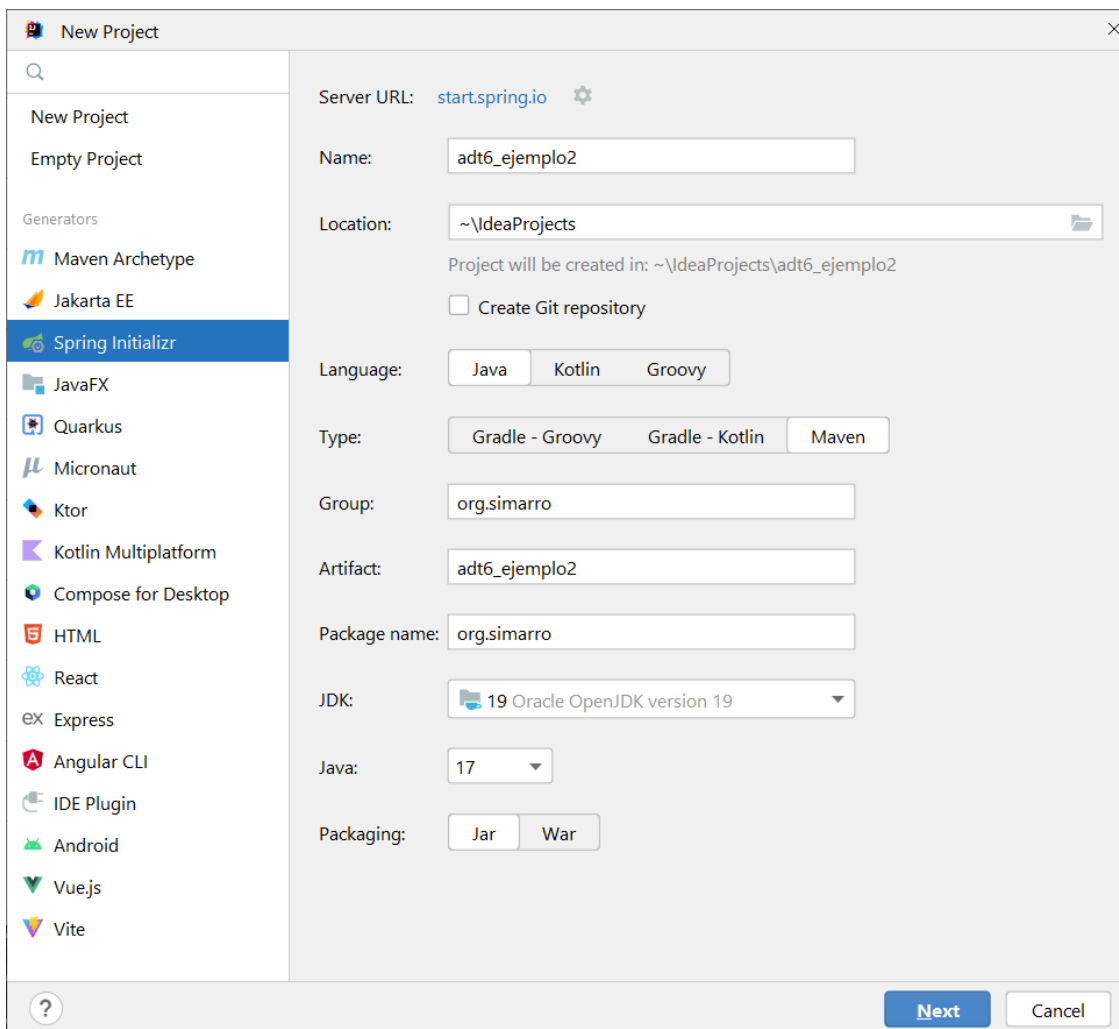 New Project
New Project
Empty Project
Generators
Maven Archetype
Jakarta EE
Spring Initializr
JavaFX
Quarkus
Micronaut
Ktor
Kotlin Multiplatform
Compose for Desktop
HTML
React
ex Express
Angular CLI
IDE Plugin
Android
Vue.js
Vite
Server URL: start.spring.io
Name: adt6_ejemplo2
Location: ~\IdeaProjects
Project will be created in: ~\IdeaProjects\adt6_ejemplo2
Create Git repository
Language: Java Kotlin Groovy
Type: Gradle - Groovy Gradle - Kotlin Maven
Group: org.simarro
Artifact: adt6_ejemplo2
Package name: org.simarro
JDK: 19 Oracle OpenJDK version 19
Java: 17
Packaging: Jar War
? Next Cancel